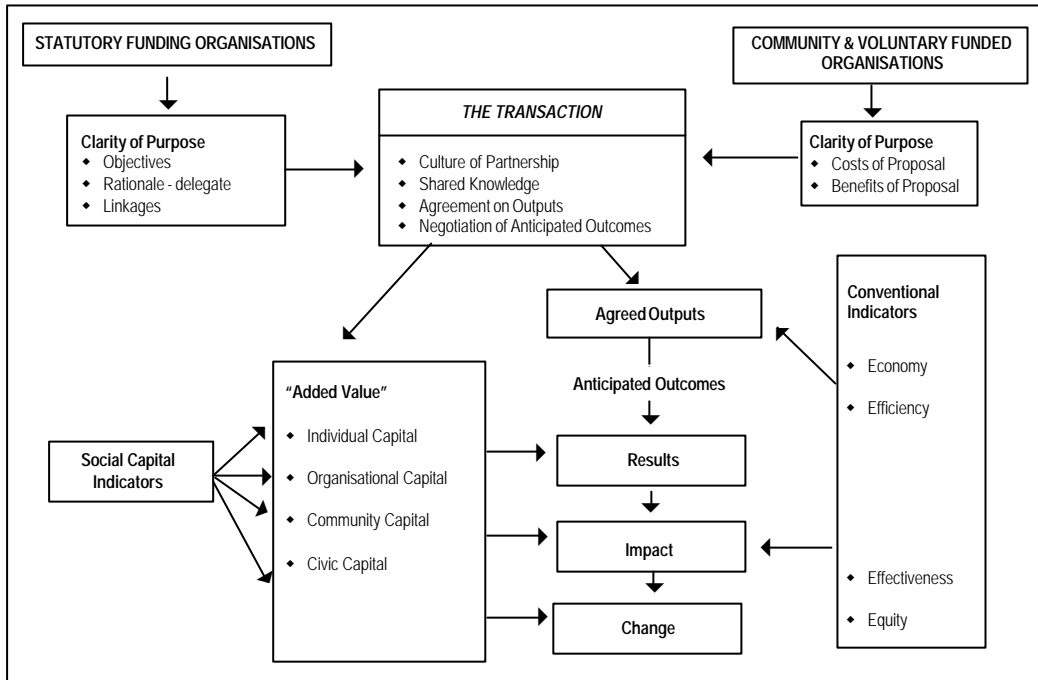 STATUTORY FUNDING ORGANISATIONS
COMMUNITY & VOLUNTARY FUNDED
ORGANISATIONS
THE TRANSACTION
◆ Culture of Partnership
◆ Shared Knowledge
◆ Agreement on Outputs
◆ Negotiation of Anticipated Outcomes
Clarity of Purpose
◆ Objectives
◆ Rationale - delegate
◆ Linkages
Clarity of Purpose
◆ Costs of Proposal
◆ Benefits of Proposal
Agreed Outputs
Anticipated Outcomes
Results
Impact
Change
Conventional
Indicators
◆ Economy
◆ Efficiency
◆ Effectiveness
◆ Equity
"Added Value"
◆ Individual Capital
◆ Organisational Capital
◆ Community Capital
◆ Civic Capital
Social Capital
Indicators